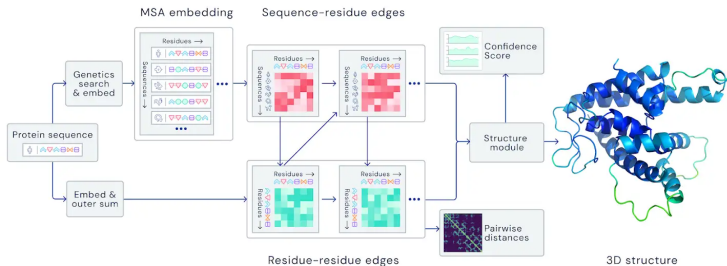 MSA embedding
Sequence-residue edges
Residues →
Sequences →
Genetics
search
& embed
Protein sequence
Embed &
outer sum
Residues →
Sequences →
Residues →
Sequences →
Confidence
Score
Structure
module
Residues →
Residues →
Residues →
Residues →
Pairwise
distances
Residue-residue edges
3D structure